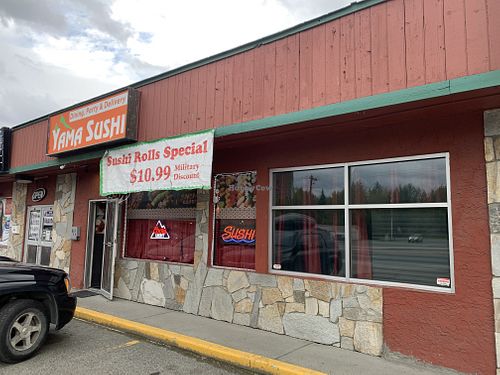 Dining, Party & Delivery
YAMA SUSHI
Sushi Rolls Special
$10.99 Military
Discount
OPEN
SUSHI